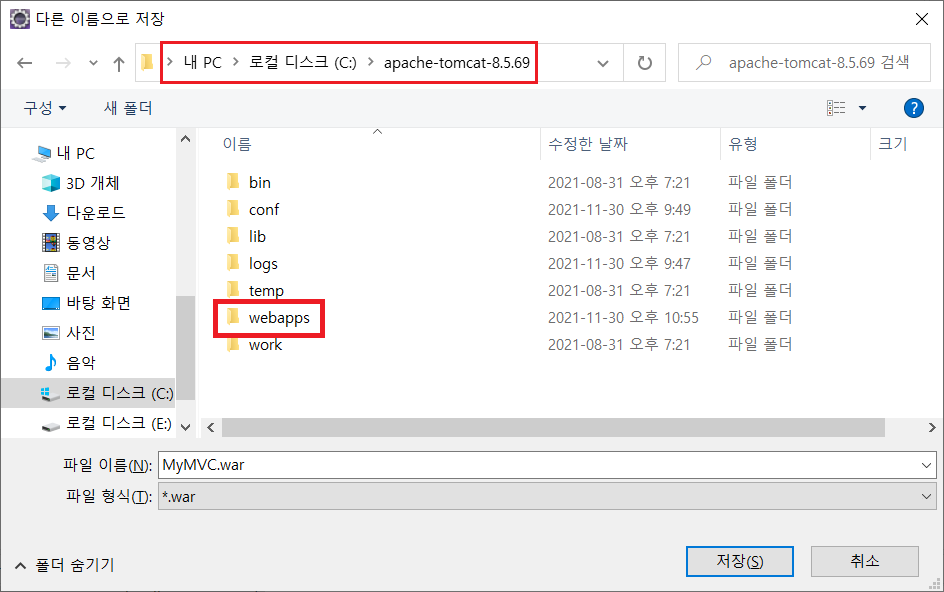 다른 이름으로 저장
내 PC > 로컬 디스크 (C:) > apache-tomcat-8.5.69
apache-tomcat-8.5.69 검색
구성 새 폴더
내 PC
3D 개체
다운로드
동영상
문서
바탕 화면
사진
음악
로컬 디스크 (C:)
로컬 디스크 (E:)
이름 수정한 날짜 유형 크기
bin 2021-08-31 오후 7:21 파일 폴더
conf 2021-11-30 오후 9:49 파일 폴더
lib 2021-08-31 오후 7:21 파일 폴더
logs 2021-11-30 오후 9:47 파일 폴더
temp 2021-08-31 오후 7:21 파일 폴더
webapps 2021-11-30 오후 10:55 파일 폴더
work 2021-08-31 오후 7:21 파일 폴더
파일 이름(N): MyMVC.war
파일 형식(T): *.war
폴더 숨기기
저장(S) 취소